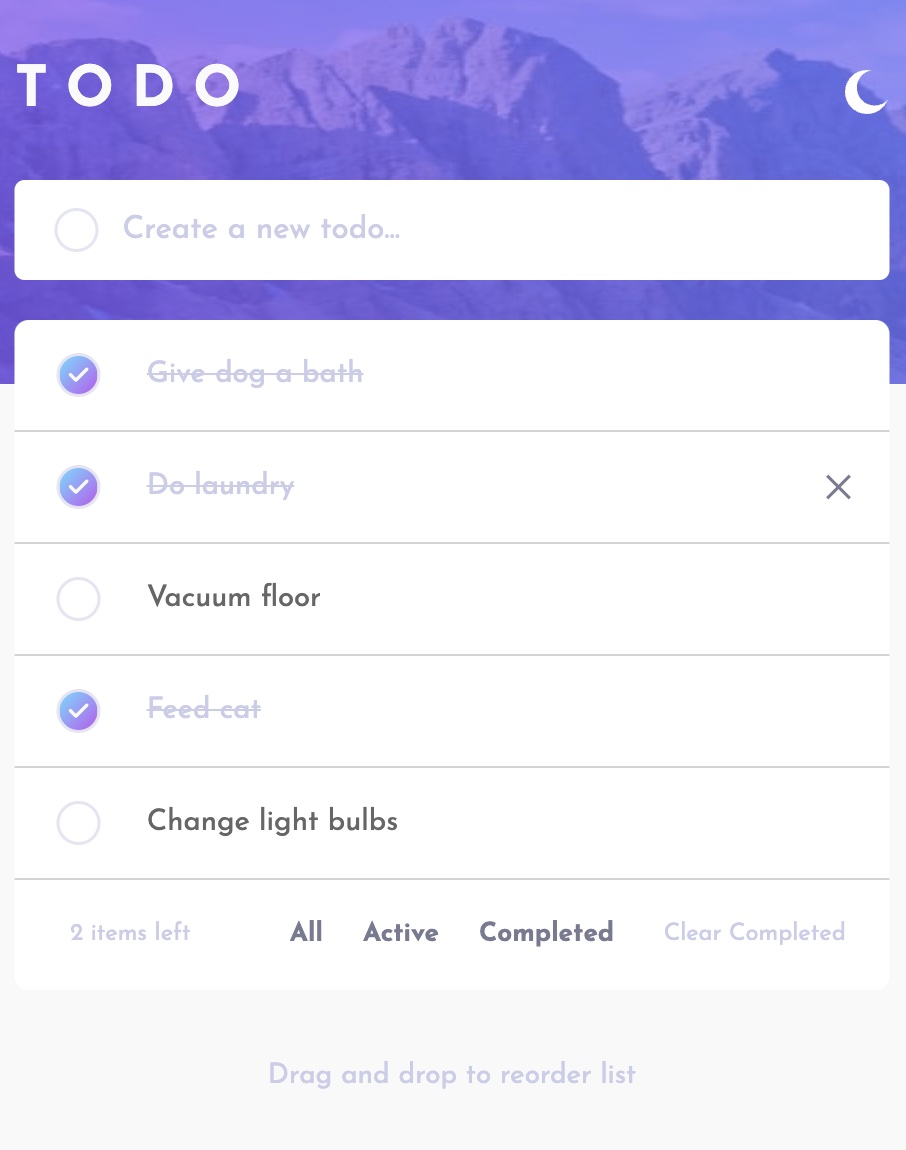 TODO
Create a new todo...
Give dog a bath
Do laundry
Vacuum floor
Feed cat
Change light bulbs
2 items left All Active Completed Clear Completed
Drag and drop to reorder list